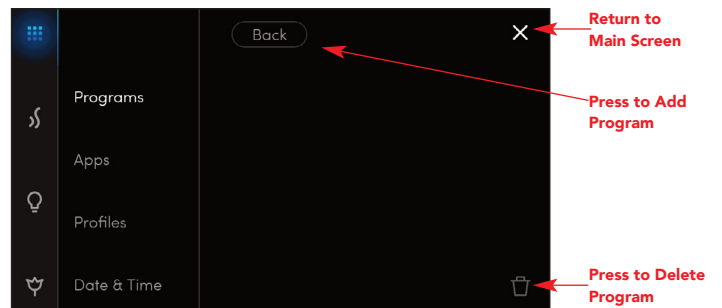 Back
Return to
Main Screen
Programs
Press to Add
Program
Apps
Profiles
Date & Time
Press to Delete
Program